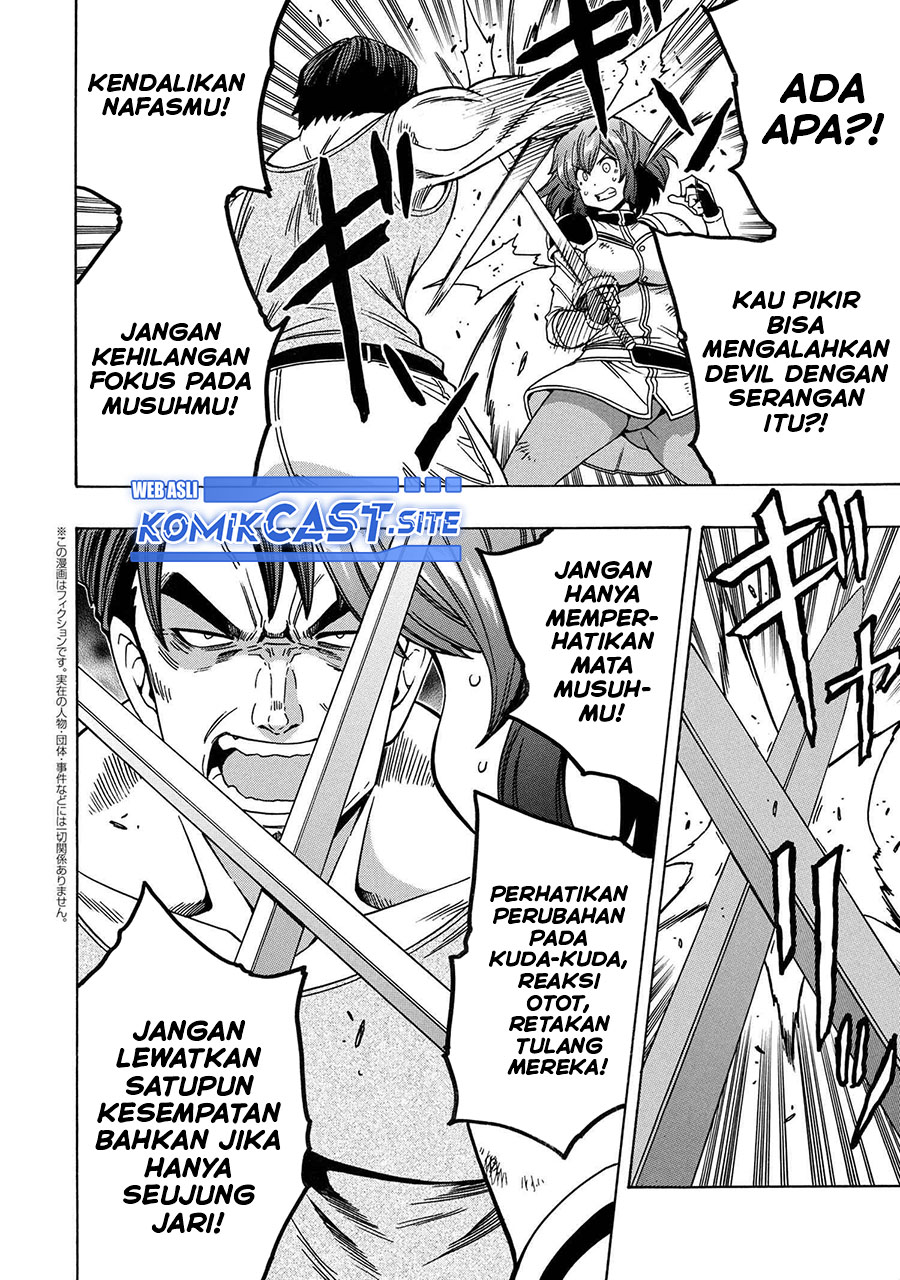 ADA
APA?!
KENDALIKAN
NAFASMU!
KAU PIKIR
BISA
MENGALAHKAN
DEVIL DENGAN
SERANGAN
ITU?!
JANGAN
KEHILANGAN
FOKUS PADA
MUSUHMU!
WEB ASLI
KOMIKCAST.SITE
JANGAN
HANYA
MEMPER-
HATIKAN
MATA
MUSUH-
MU!
PERHATIKAN
PERUBAHAN
PADA
KUDA-KUDA,
REAKSI
OTOT,
RETAKAN
TULANG
MEREKA!
JANGAN
LEWATKAN
SATUPUN
KESEMPATAN
BAHKAN JIKA
HANYA
SEUJUNG
JARI!
※この漫画はフィクションです。実在の人物・団体・事件などには一切関係ありません。
ギ
ギ
ギャ